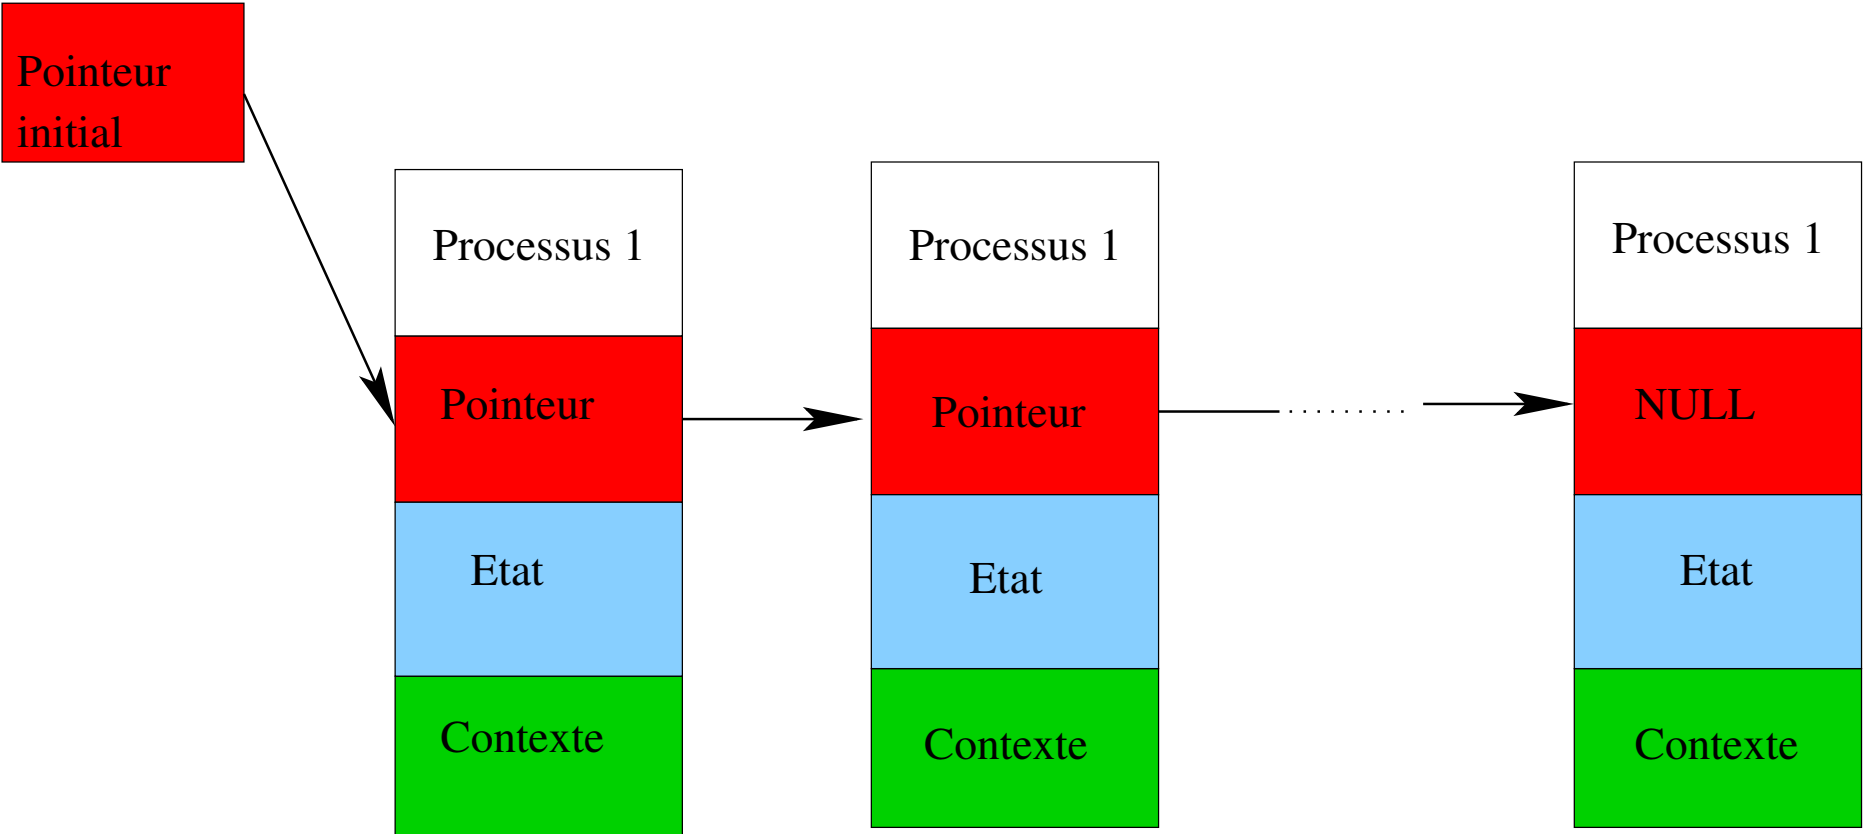 Pointeur
initial
Processus 1
Pointeur
Etat
Contexte
Processus 1
Pointeur
Etat
Contexte
Processus 1
NULL
Etat
Contexte